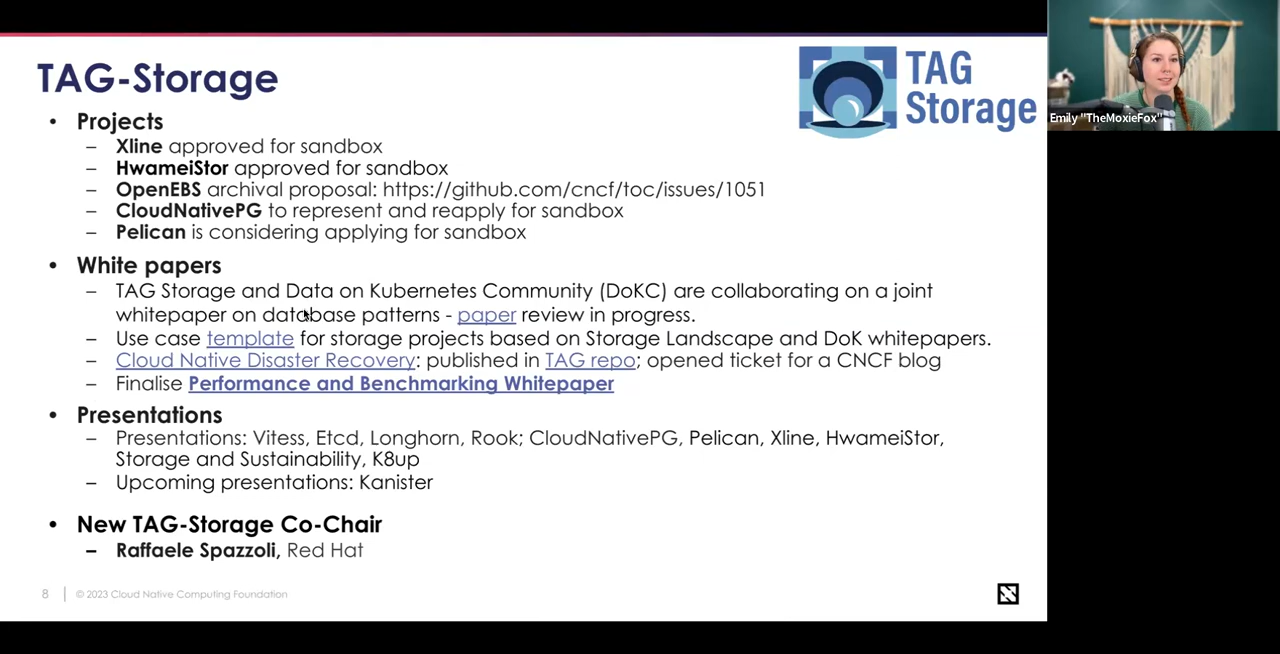 TAG-Storage
TAG
Storage
Emily "TheMoxieFox"
• Projects
– Xline approved for sandbox
– HwameiStor approved for sandbox
– OpenEBS archival proposal: https://github.com/cncf/toc/issues/1051
– CloudNativePG to represent and reapply for sandbox
– Pelican is considering applying for sandbox
• White papers
– TAG Storage and Data on Kubernetes Community (DoKC) are collaborating on a joint
whitepaper on database patterns - paper review in progress.
– Use case template for storage projects based on Storage Landscape and DoK whitepapers.
– Cloud Native Disaster Recovery: published in TAG repo; opened ticket for a CNCF blog
– Finalise Performance and Benchmarking Whitepaper
• Presentations
– Presentations: Vitess, Etcd, Longhorn, Rook; CloudNativePG, Pelican, Xline, HwameiStor,
Storage and Sustainability, K8up
– Upcoming presentations: Kanister
• New TAG-Storage Co-Chair
– Raffaele Spazzoli, Red Hat
8 | © 2023 Cloud Native Computing Foundation